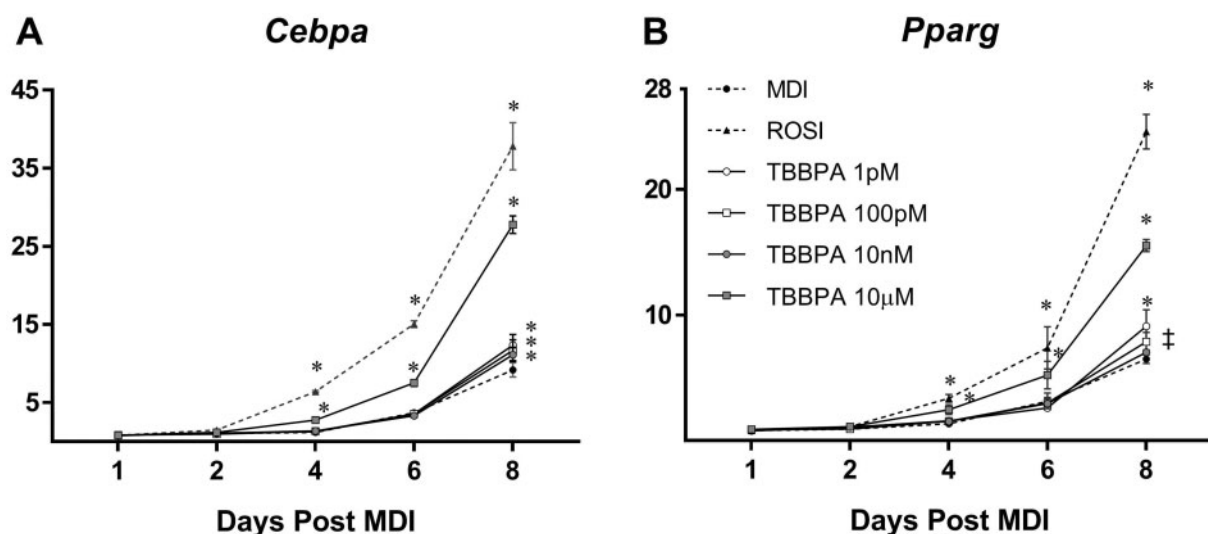 A
Cebpa
45
35
25
15
5
*
*
*
*
*
*
*
*
*
1
2
4
6
8
Days Post MDI
B
Pparg
28
20
10
MDI
ROSI
TBBPA 1pM
TBBPA 100pM
TBBPA 10nM
TBBPA 10μM
*
*
*
‡
*
*
*
*
1
2
4
6
8
Days Post MDI